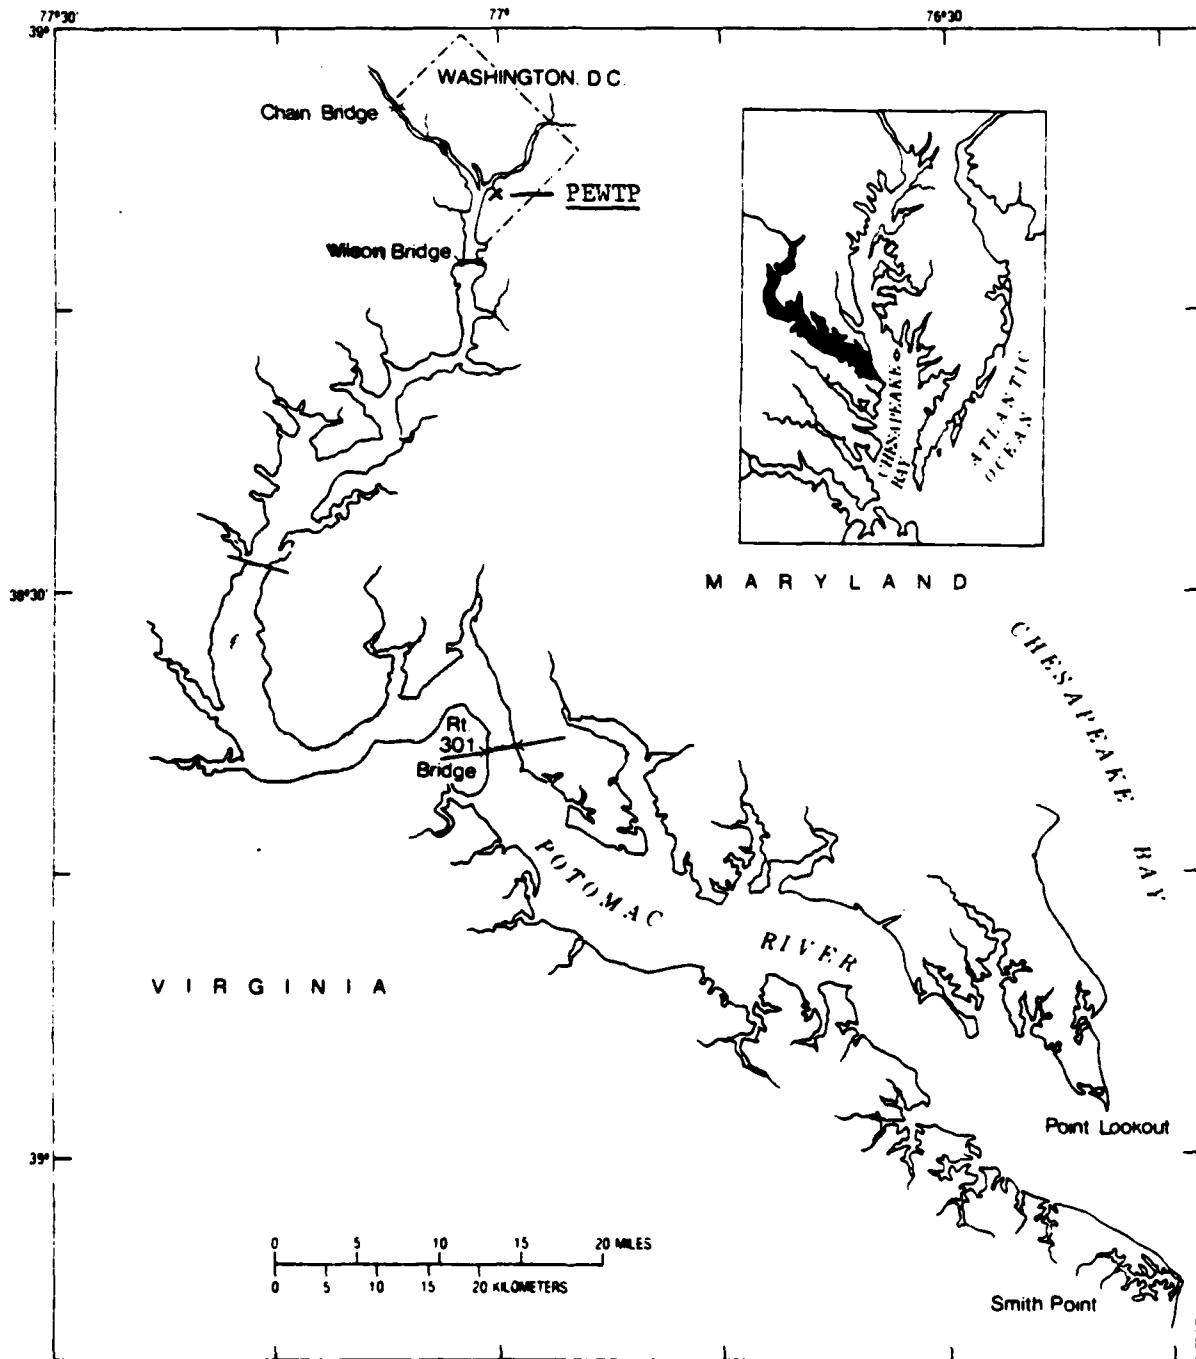 77°30'
77°
76°30'
39°
WASHINGTON. D C.
Chain Bridge
PEWTP
Wilson Bridge
CHESAPEAKE
BAY
ATLANTIC
OCEAN
38°30'
MARYLAND
CHESAPEAKE BAY
Rt.
301
Bridge
POTOMAC RIVER
VIRGINIA
Point Lookout
39°
0 5 10 15 20 MILES
0 5 10 15 20 KILOMETERS
Smith Point